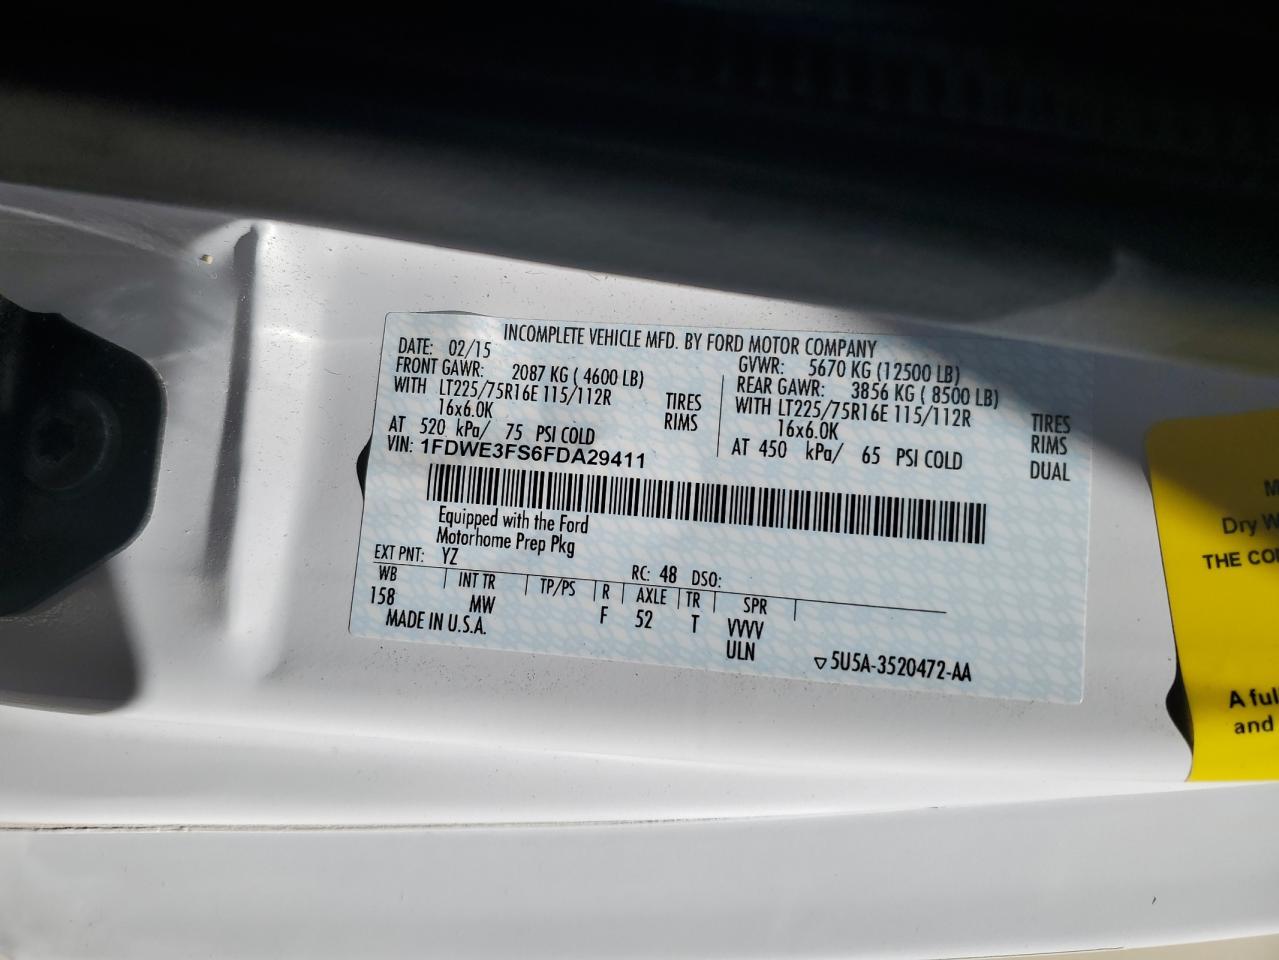 INCOMPLETE VEHICLE MFD. BY FORD MOTOR COMPANY
DATE: 02/15 GVWR: 5670 KG (12500 LB)
FRONT GAWR: 2087 KG ( 4600 LB) REAR GAWR: 3856 KG ( 8500 LB)
WITH LT225/75R16E 115/112R TIRES WITH LT225/75R16E 115/112R TIRES
16x6.0K RIMS 16x6.0K RIMS
AT 520 kPa/ 75 PSI COLD AT 450 kPa/ 65 PSI COLD DUAL
VIN: 1FDWE3FS6FDA29411
Equipped with the Ford
Motorhome Prep Pkg
EXT PNT: YZ RC: 48 DSO:
WB INT TR TP/PS R AXLE TR SPR
158 MW F 52 T VVVV
MADE IN U.S.A. ULN ▽5U5A-3520472-AA
Dry
THE
A
and